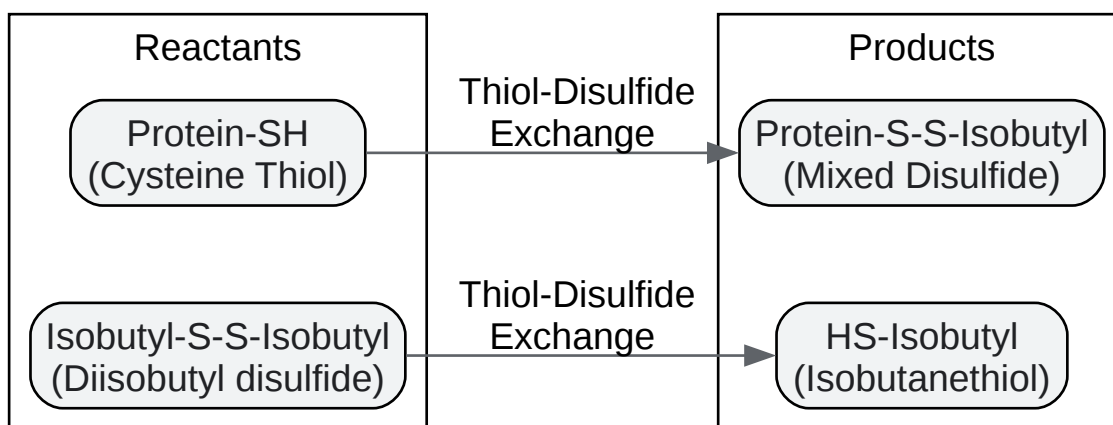 Reactants
Products
Thiol-Disulfide
Exchange
Protein-SH
(Cysteine Thiol)
Protein-S-S-Isobutyl
(Mixed Disulfide)
Thiol-Disulfide
Exchange
Isobutyl-S-S-Isobutyl
(Diisobutyl disulfide)
HS-Isobutyl
(Isobutanethiol)